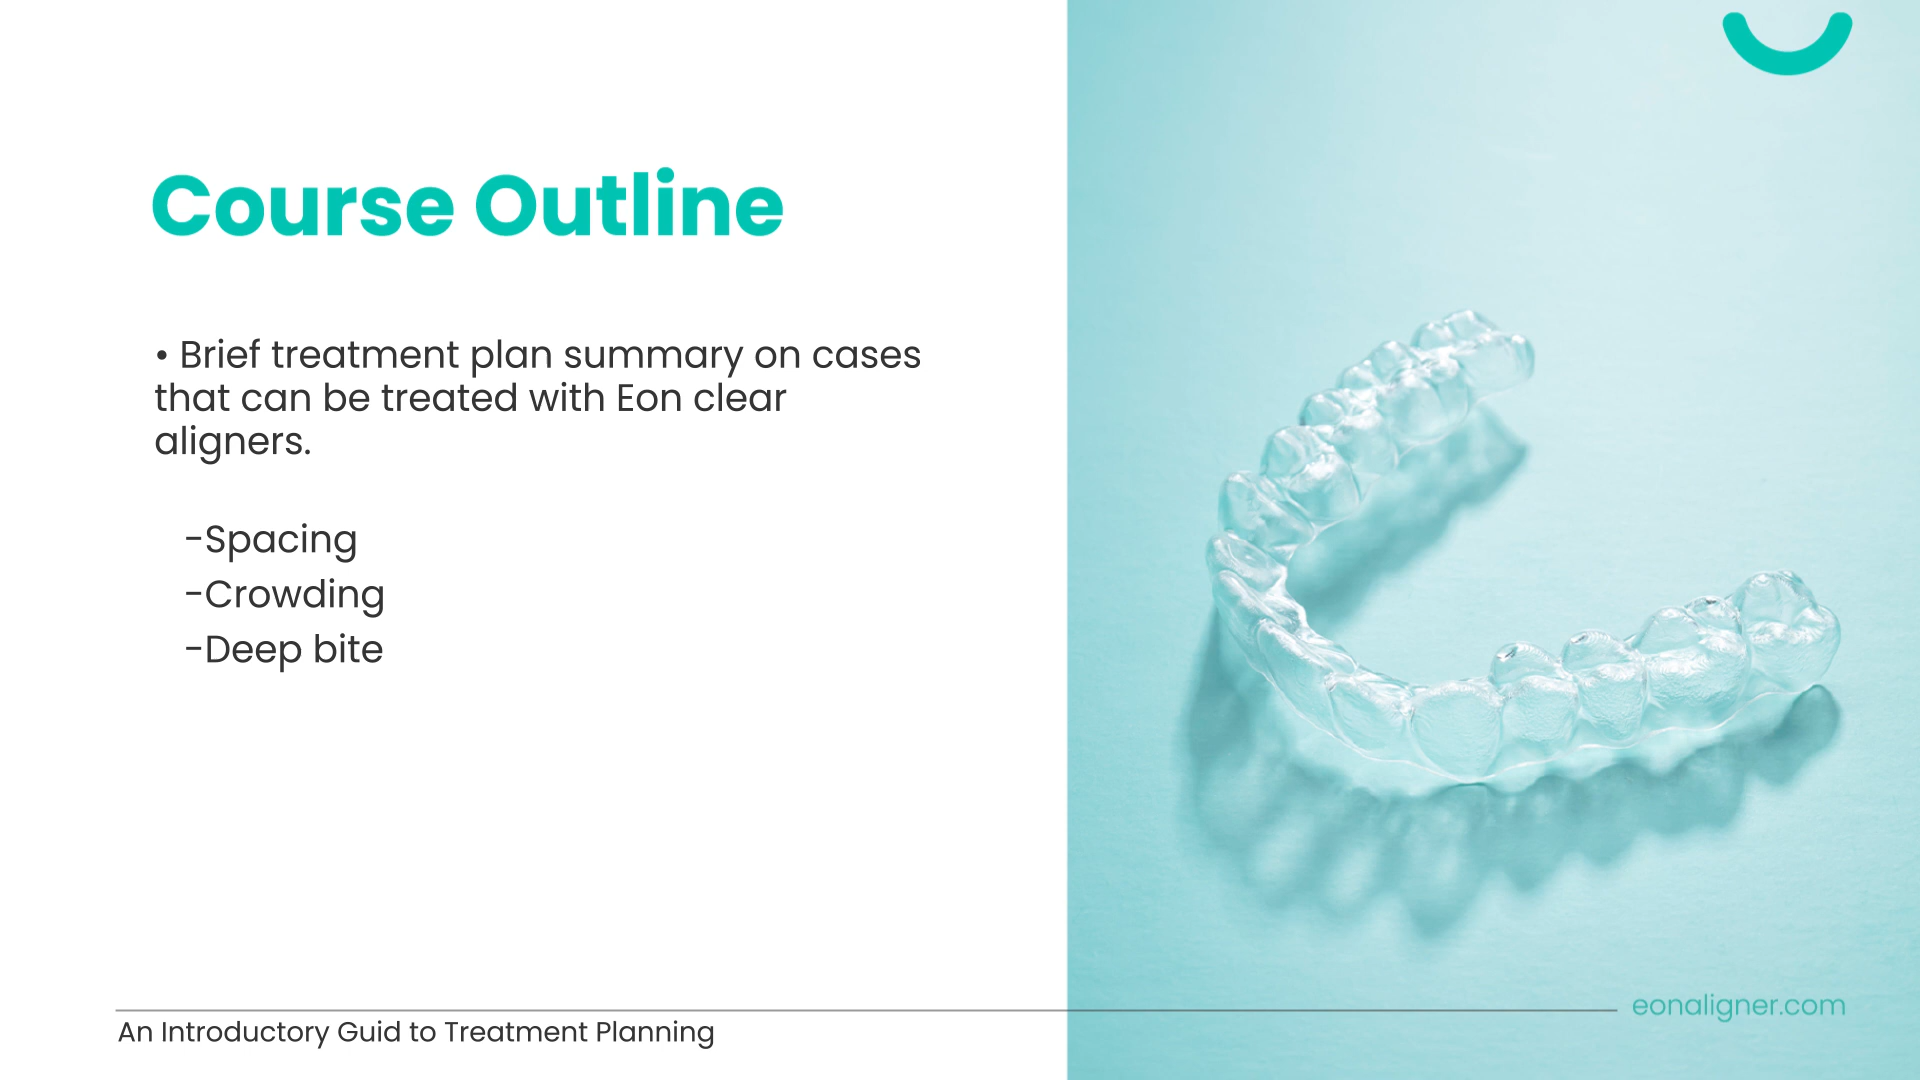 Course Outline
• Brief treatment plan summary on cases
that can be treated with Eon clear
aligners.
-Spacing
-Crowding
-Deep bite
eonaligner.com
An Introductory Guid to Treatment Planning